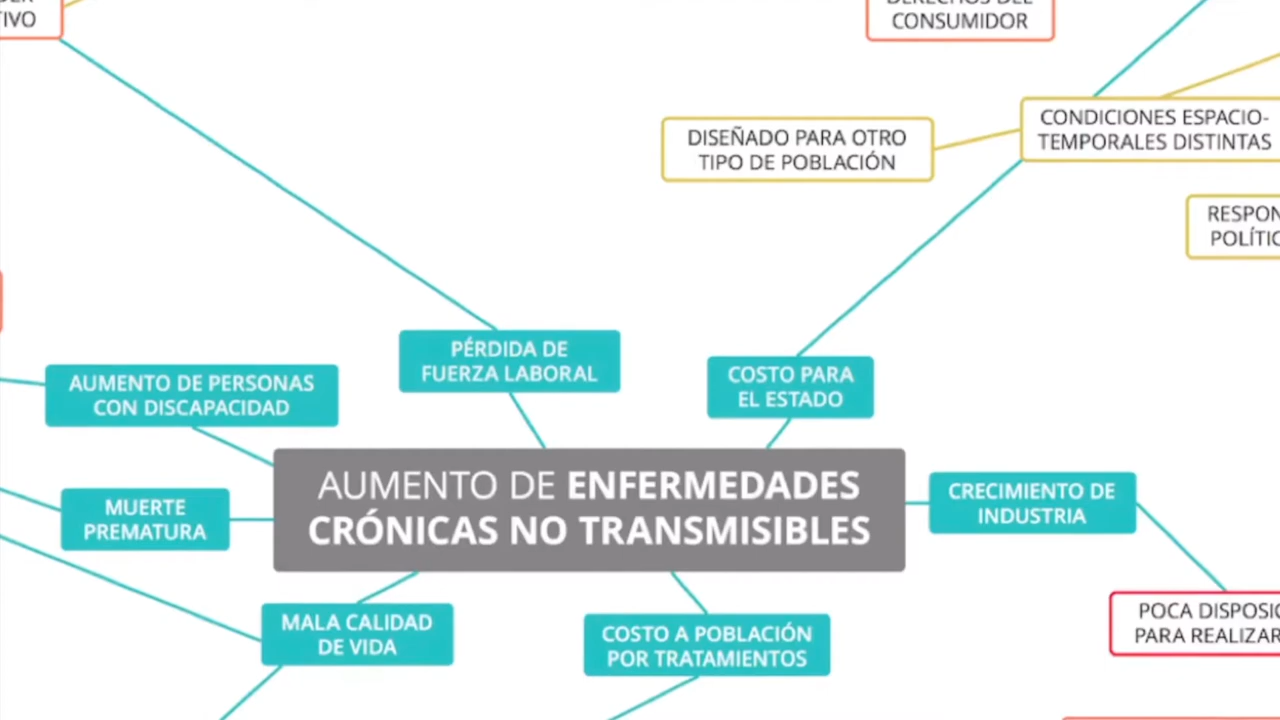 TIVO
CONSUMIDOR
CONDICIONES ESPACIO-
TEMPORALES DISTINTAS
DISEÑADO PARA OTRO
TIPO DE POBLACIÓN
RESPON
POLÍTIC
PÉRDIDA DE
FUERZA LABORAL
COSTO PARA
EL ESTADO
AUMENTO DE PERSONAS
CON DISCAPACIDAD
AUMENTO DE ENFERMEDADES
CRÓNICAS NO TRANSMISIBLES
MUERTE
PREMATURA
CRECIMIENTO DE
INDUSTRIA
MALA CALIDAD
DE VIDA
COSTO A POBLACIÓN
POR TRATAMIENTOS
POCA DISPOSIC
PARA REALIZAR